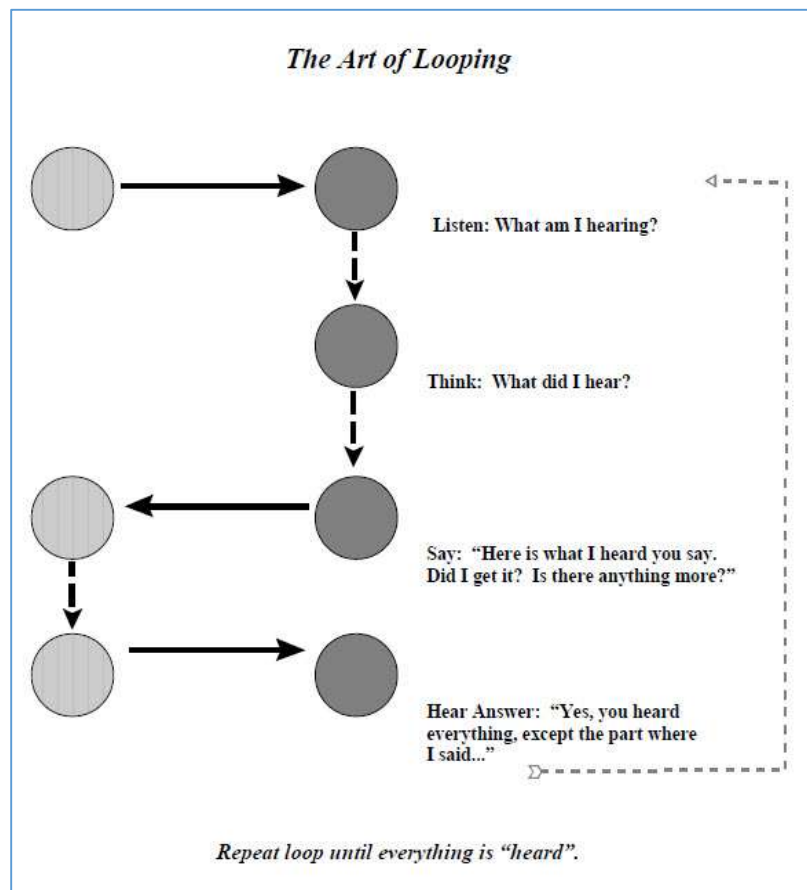 The Art of Looping
Listen: What am I hearing?
Think:  What did I hear?
Say:  “Here is what I heard you say.
Did I get it?  Is there anything more?”
Hear Answer:  “Yes, you heard
everything, except the part where
I said...”
Repeat loop until everything is “heard”.